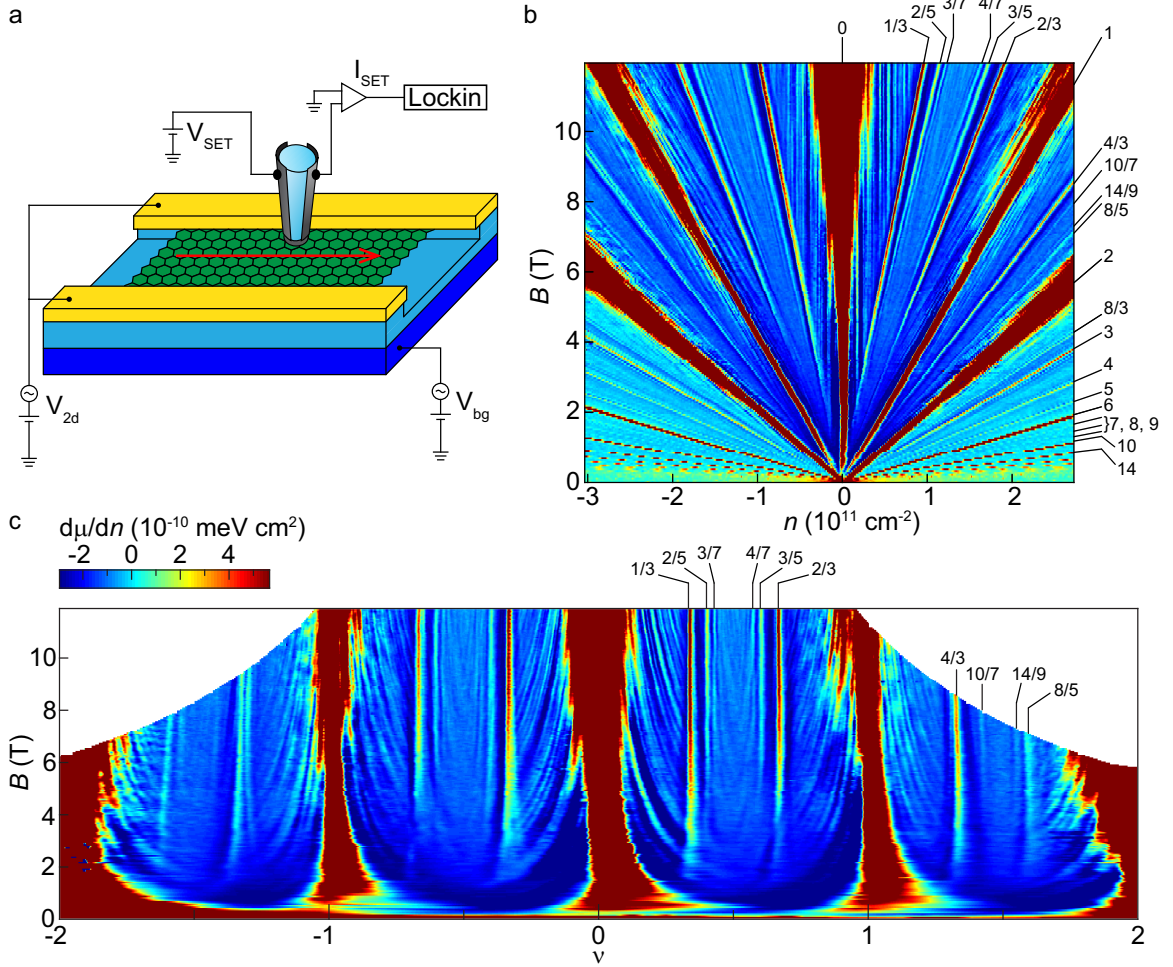 a
I_SET
Lockin
V_SET
V_2d
V_bg
b
0
1/3
2/5
3/7
4/7
3/5
2/3
1
4/3
10/7
14/9
8/5
2
8/3
3
4
5
6
}7, 8, 9
10
14
B (T)
10
8
6
4
2
0
-3 -2 -1 0 1 2
n (10^11 cm^-2)
c
dμ/dn (10^-10 meV cm^2)
-2 0 2 4
1/3
2/5
3/7
4/7
3/5
2/3
4/3
10/7
14/9
8/5
B (T)
10
8
6
4
2
0
-2 -1 0 1 2
ν